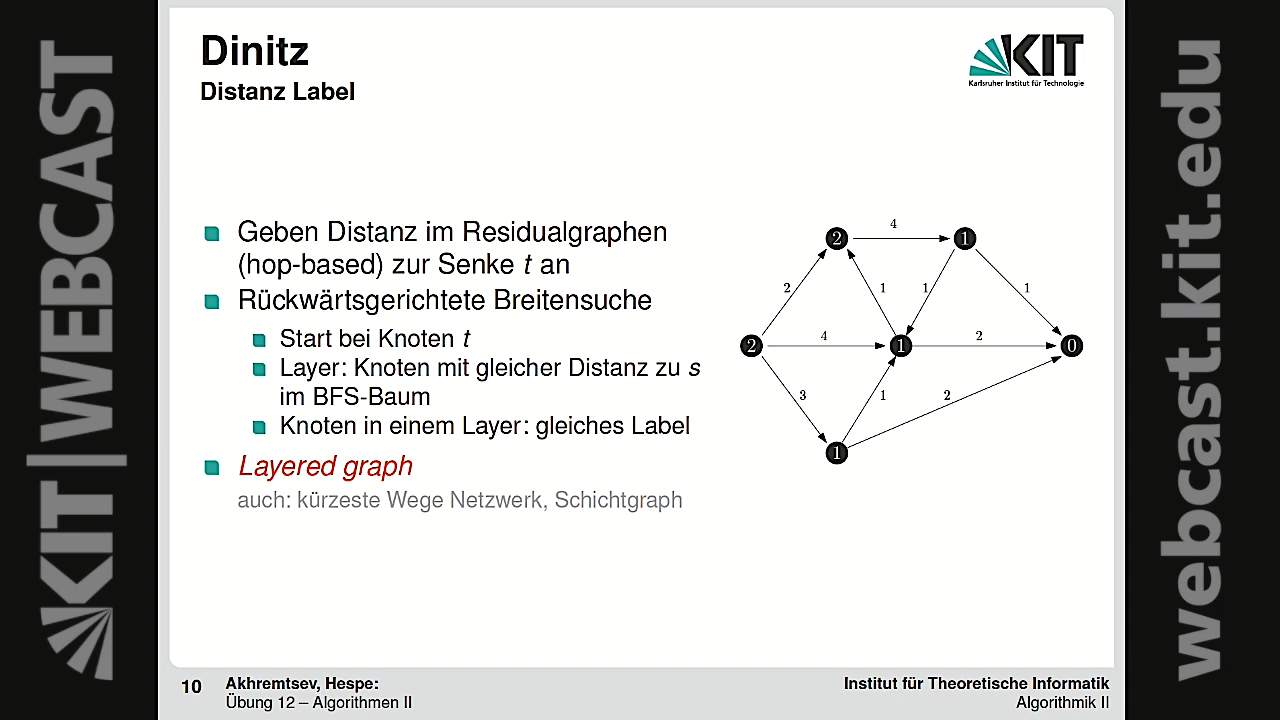 KIT|WEBCAST
Dinitz
Distanz Label
KIT
Karlsruher Institut für Technologie
Geben Distanz im Residualgraphen
(hop-based) zur Senke t an
Rückwärtsgerichtete Breitensuche
Start bei Knoten t
Layer: Knoten mit gleicher Distanz zu s
im BFS-Baum
Knoten in einem Layer: gleiches Label
Layered graph
auch: kürzeste Wege Netzwerk, Schichtgraph
4
2 1
2 1 1 1
4 2
2 1 0
3 1 2
1
10 Akhremtsev, Hespe:
Übung 12 – Algorithmen II
Institut für Theoretische Informatik
Algorithmik II
webcast.kit.edu